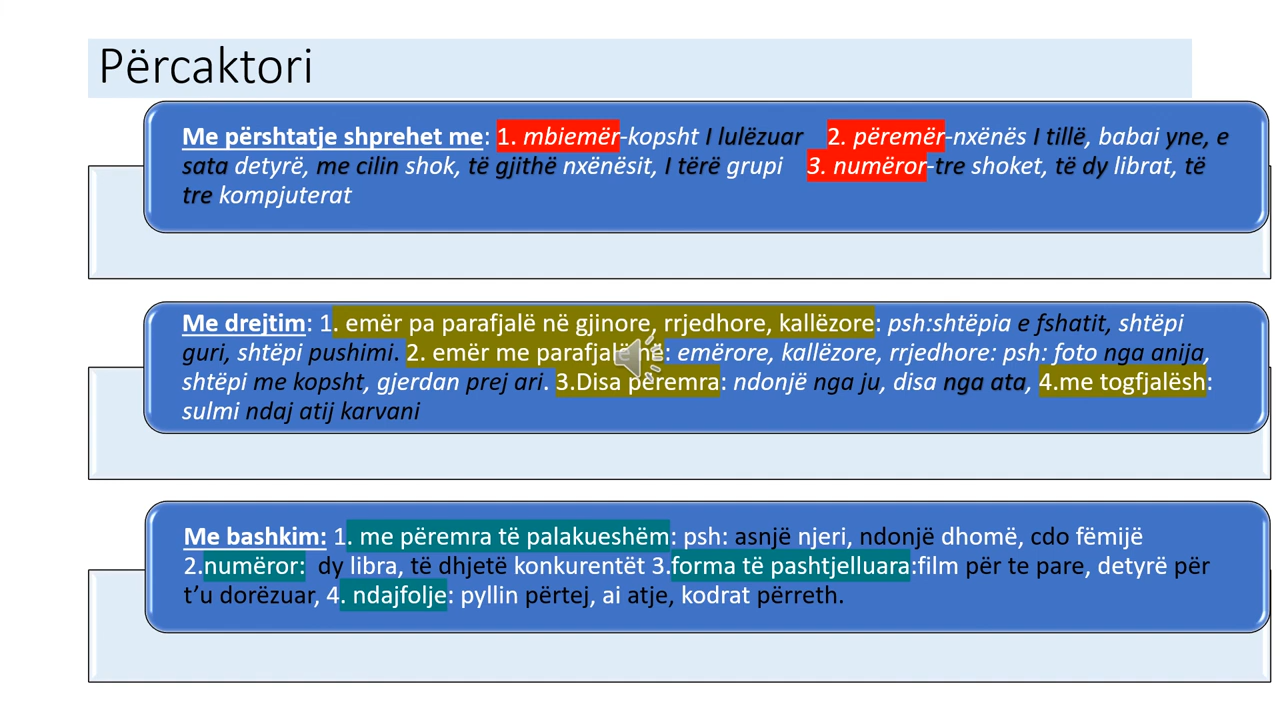 Përcaktori
Me përshtatje shprehet me: 1. mbiemër-kopsht I lulëzuar 2. përemër-nxënës I tillë, babai yne, e
sata detyrë, me cilin shok, të gjithë nxënësit, I tërë grupi 3. numëror-tre shoket, të dy librat, të
tre kompjuterat
Me drejtim: 1. emër pa parafjalë në gjinore, rrjedhore, kallëzore: psh:shtëpia e fshatit, shtëpi
guri, shtëpi pushimi. 2. emër me parafjalë në: emërore, kallëzore, rrjedhore: psh: foto nga anija,
shtëpi me kopsht, gjerdan prej ari. 3.Disa përemra: ndonjë nga ju, disa nga ata, 4.me togfjalësh:
sulmi ndaj atij karvani
Me bashkim: 1. me përemra të palakueshëm: psh: asnjë njeri, ndonjë dhomë, cdo fëmijë
2.numëror: dy libra, të dhjetë konkurentët 3.forma të pashtjelluara:film për te pare, detyrë për
t'u dorëzuar, 4. ndajfolje: pyllin përtej, ai atje, kodrat përreth.